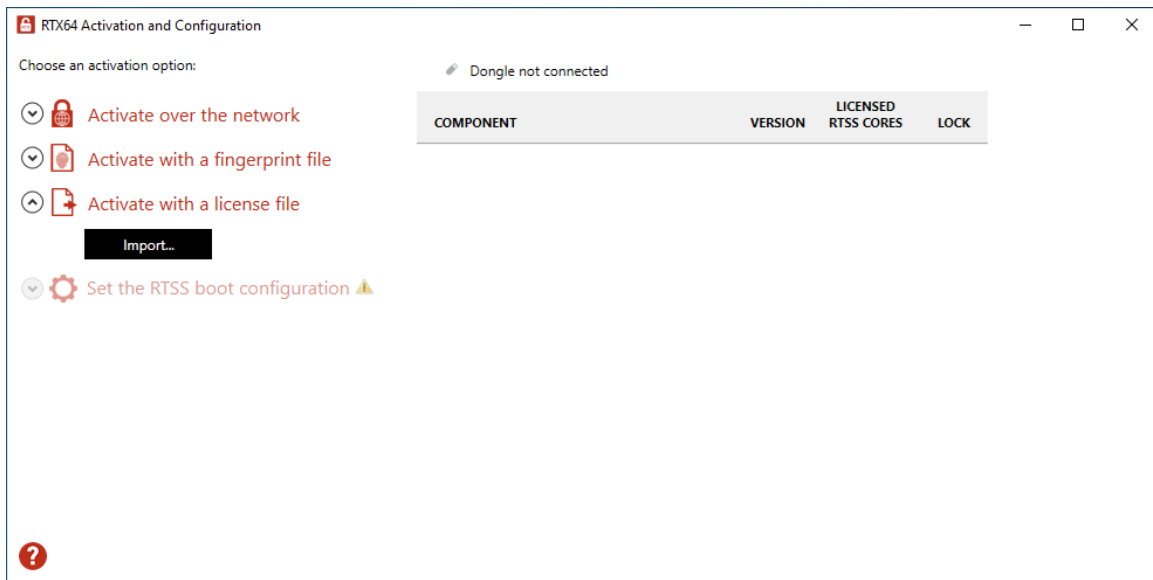 RTX64 Activation and Configuration
Choose an activation option:
Activate over the network
Activate with a fingerprint file
Activate with a license file
Import...
Set the RTSS boot configuration
Dongle not connected
COMPONENT VERSION LICENSED RTSS CORES LOCK
?